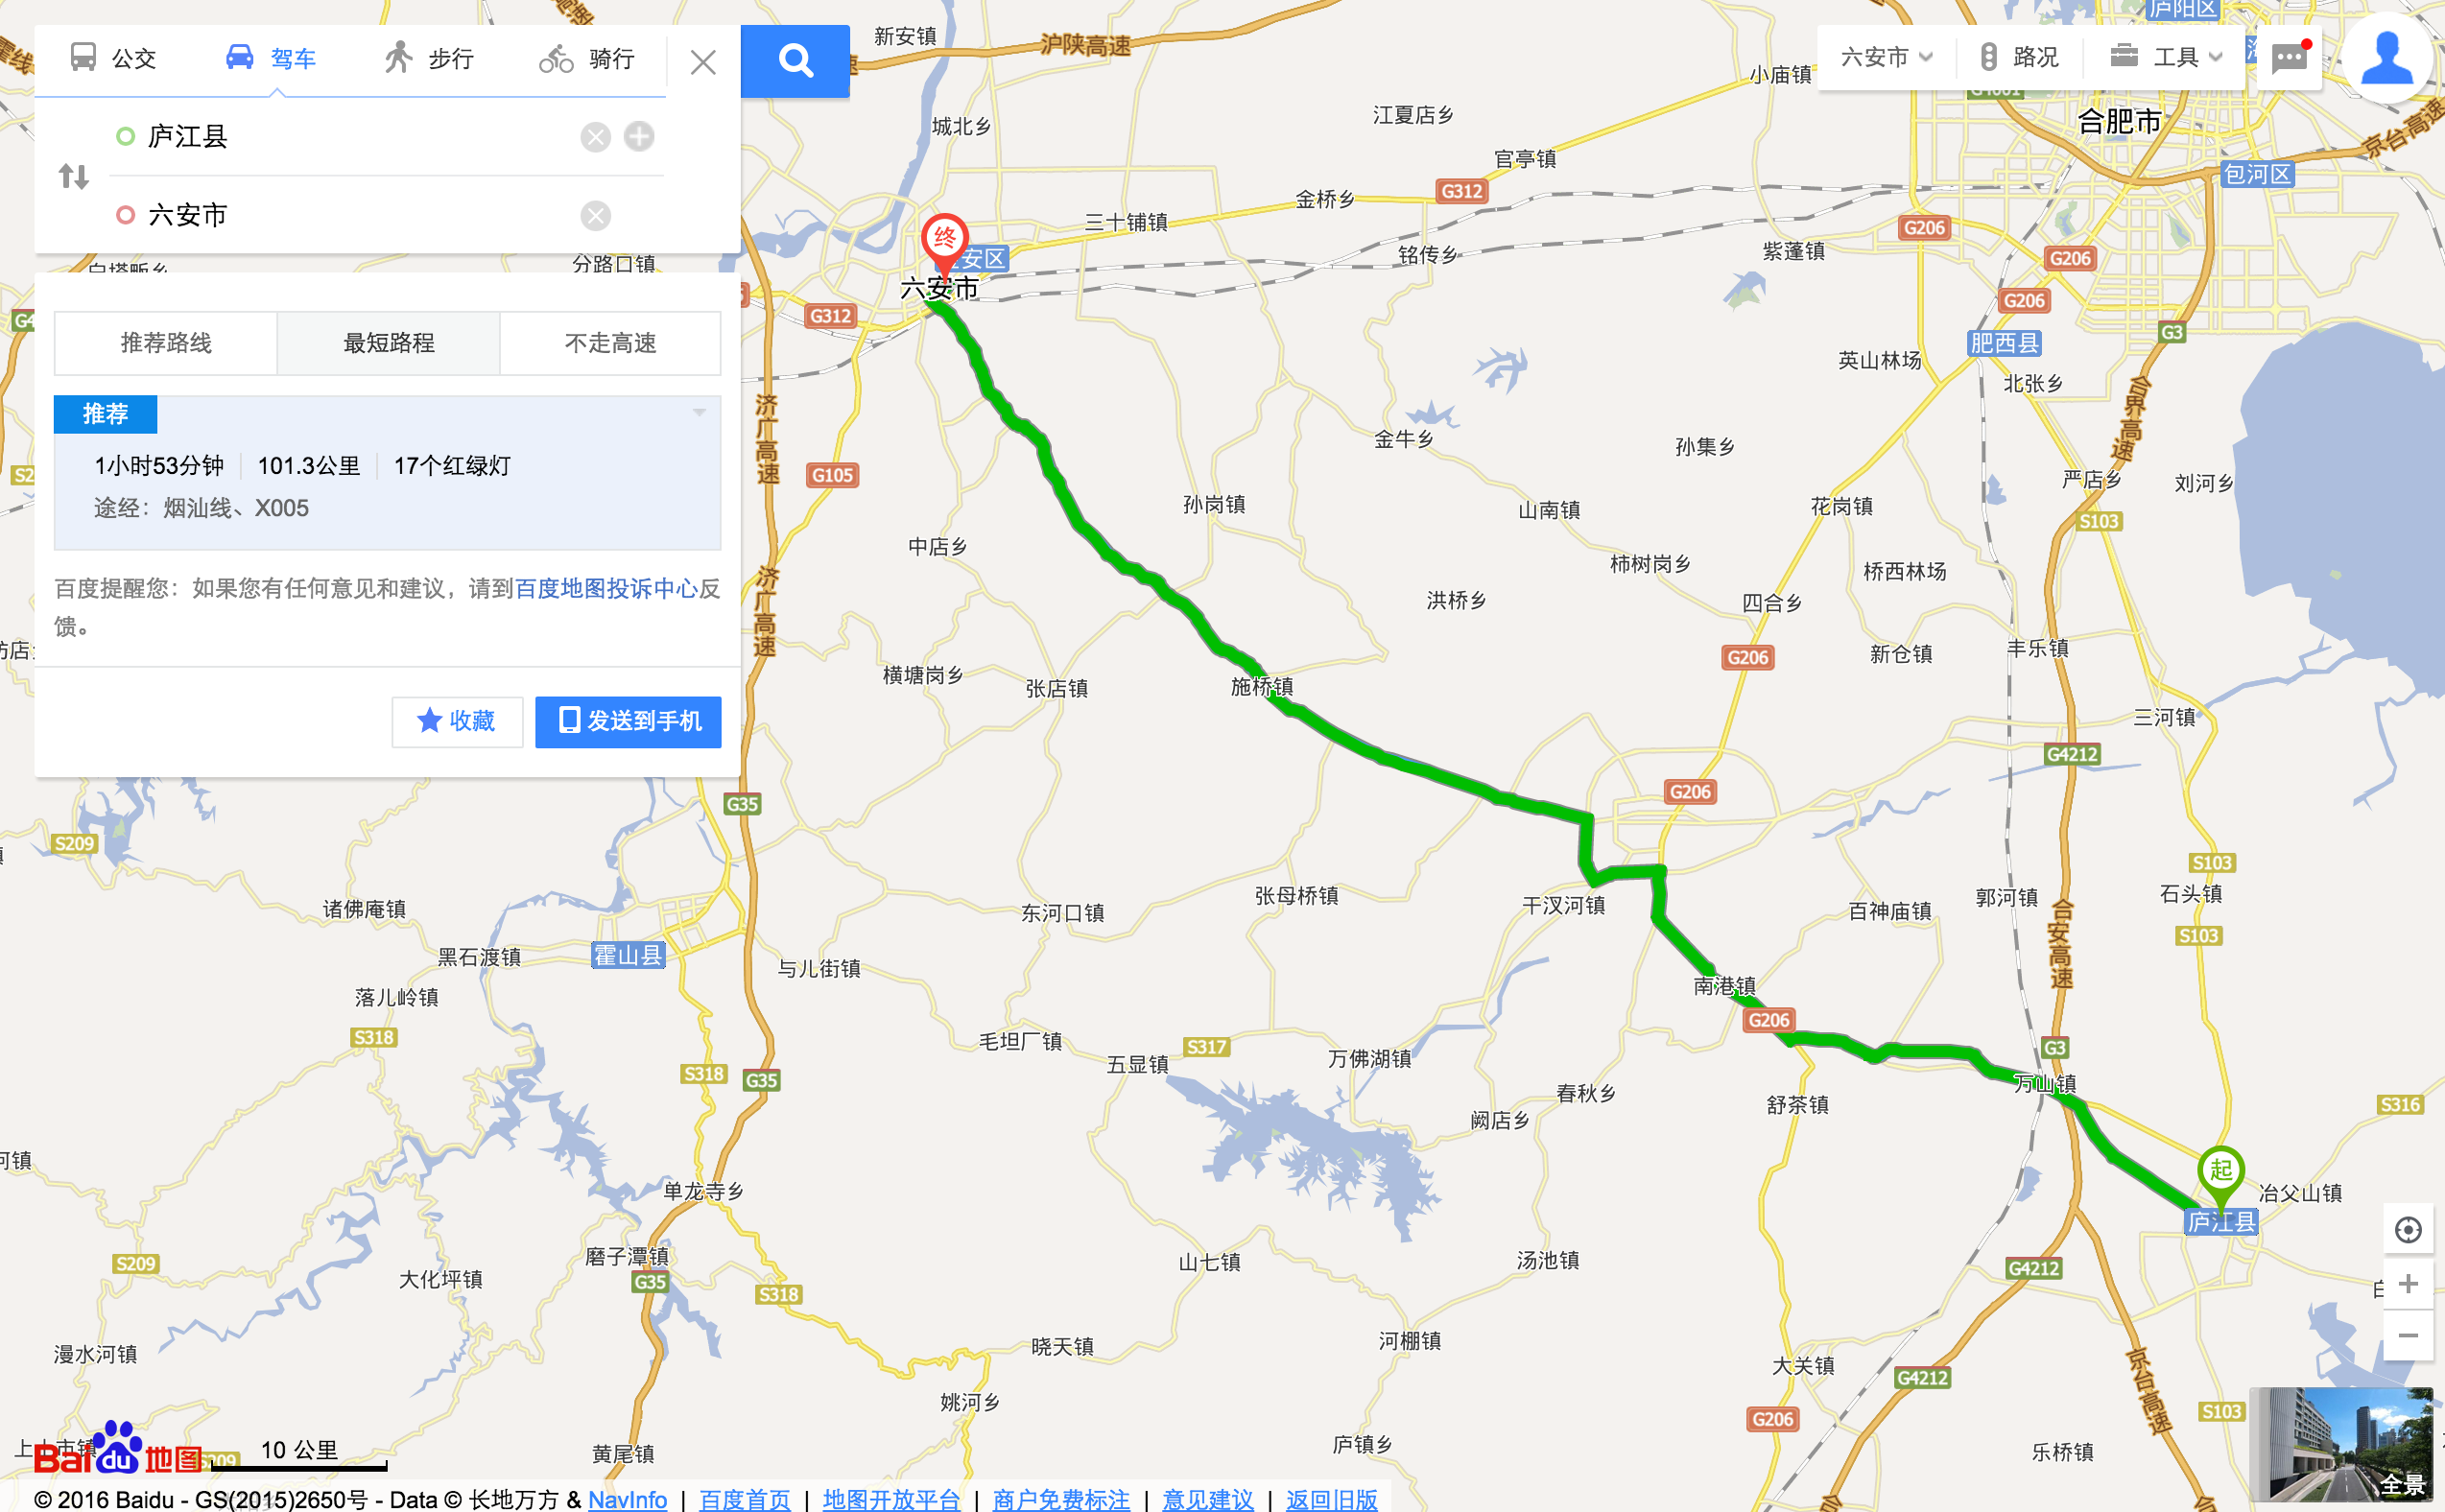 公交
驾车
步行
骑行
庐江县
六安市
推荐路线
最短路程
不走高速
推荐
1小时53分钟
101.3公里
17个红绿灯
途经：烟汕线、X005
百度提醒您：如果您有任何意见和建议，请到百度地图投诉中心反
馈。
收藏
发送到手机
六安市
路况
工具
新安镇
沪陕高速
庐阳区
小庙镇
合肥市
京台高速
城北乡
江夏店乡
官亭镇
包河区
G312
金桥乡
三十铺镇
G206
紫蓬镇
G206
铭传乡
终
分路口镇
六安市
G206
G312
G3
肥西县
英山林场
北张乡
合界高速
济广高速
金牛乡
孙集乡
G105
严店乡
刘河乡
孙岗镇
山南镇
花岗镇
S103
中店乡
柿树岗乡
桥西林场
济广高速
洪桥乡
四合乡
丰乐镇
新仓镇
G206
横塘岗乡
张店镇
施桥镇
三河镇
G4212
G206
G35
S209
S103
张母桥镇
石头镇
郭河镇
干汊河镇
诸佛庵镇
东河口镇
百神庙镇
S103
合安高速
霍山县
黑石渡镇
与儿街镇
南港镇
落儿岭镇
G206
S318
毛坦厂镇
S317
G3
五显镇
万佛湖镇
S318
G35
万山镇
春秋乡
舒茶镇
S316
阙店乡
起
单龙寺乡
冶父山镇
庐江县
磨子潭镇
S209
山七镇
汤池镇
G4212
大化坪镇
G35
S318
晓天镇
河棚镇
漫水河镇
大关镇
京台高速
G4212
姚河乡
S103
G206
庐镇乡
黄尾镇
乐桥镇
S209
Bai du 地图
10 公里
全景
© 2016 Baidu - GS(2015)2650号 - Data © 长地万方 & NavInfo | 百度首页 | 地图开放平台 | 商户免费标注 | 意见建议 | 返回旧版